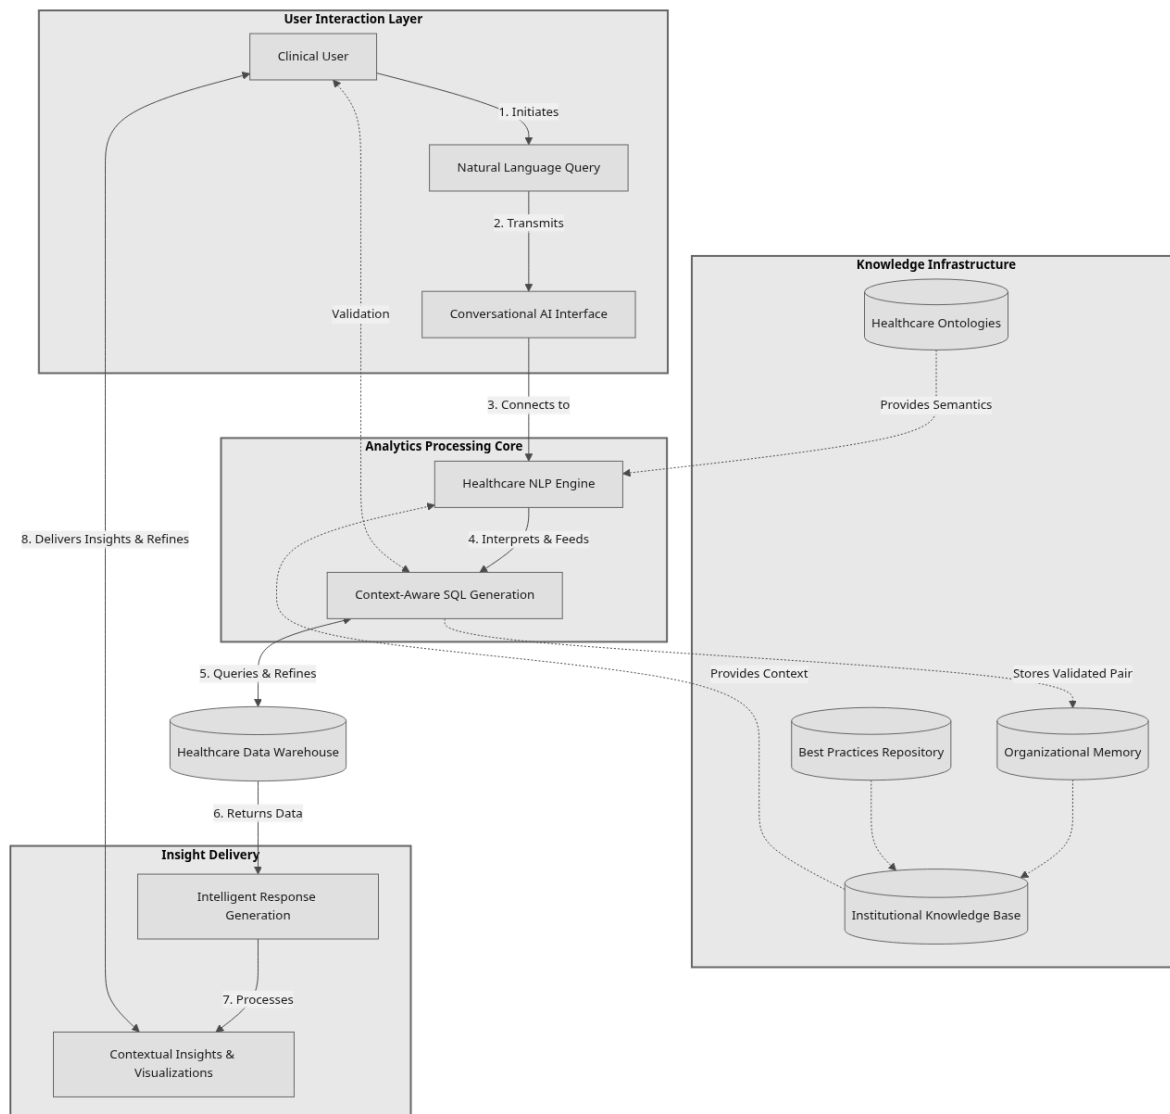 User Interaction Layer
Clinical User
1. Initiates
Natural Language Query
2. Transmits
Conversational AI Interface
Validation
3. Connects to
Knowledge Infrastructure
Healthcare Ontologies
Provides Semantics
Analytics Processing Core
Healthcare NLP Engine
8. Delivers Insights & Refines
4. Interprets & Feeds
Context-Aware SQL Generation
5. Queries & Refines
Provides Context
Stores Validated Pair
Healthcare Data Warehouse
Best Practices Repository
Organizational Memory
6. Returns Data
Insight Delivery
Intelligent Response
Generation
Institutional Knowledge Base
7. Processes
Contextual Insights &
Visualizations